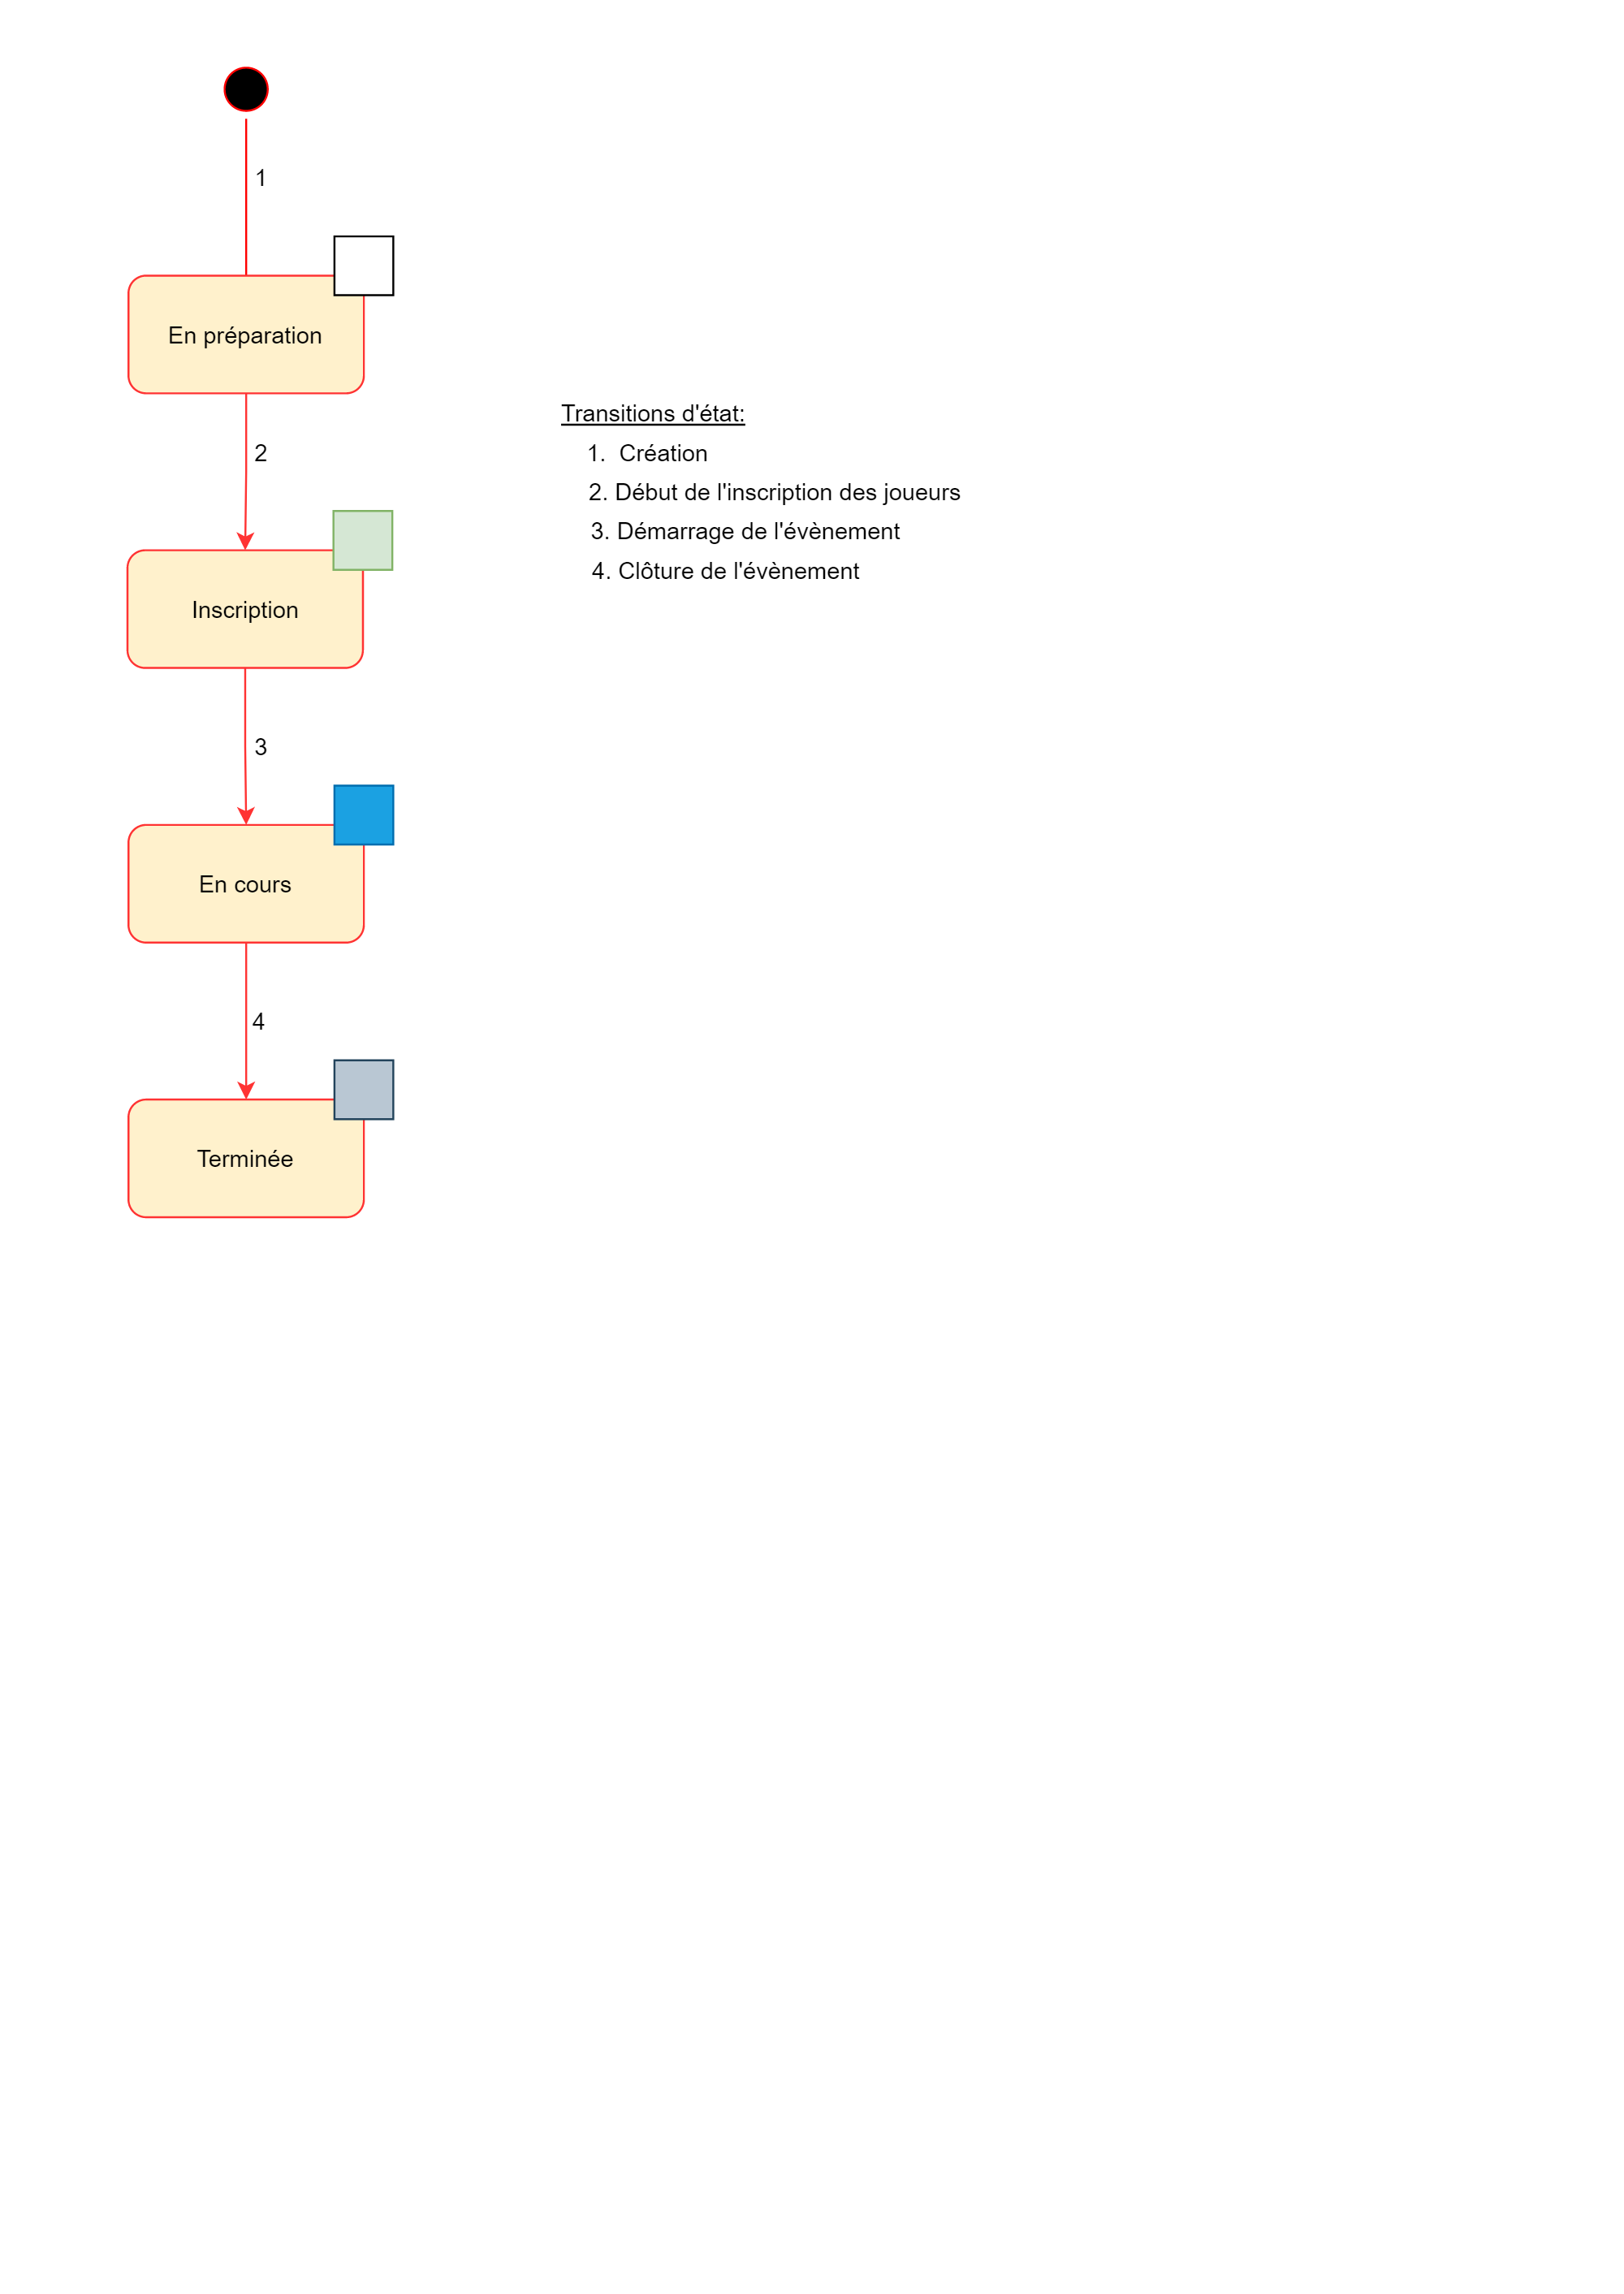 1
En préparation
2
Transitions d'état:
1. Création
2. Début de l'inscription des joueurs
3. Démarrage de l'évènement
4. Clôture de l'évènement
Inscription
3
En cours
4
Terminée